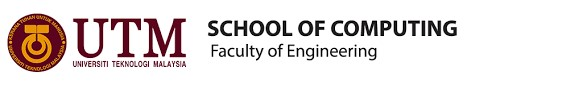 UTM
UNIVERSITI TEKNOLOGI MALAYSIA
SCHOOL OF COMPUTING
Faculty of Engineering